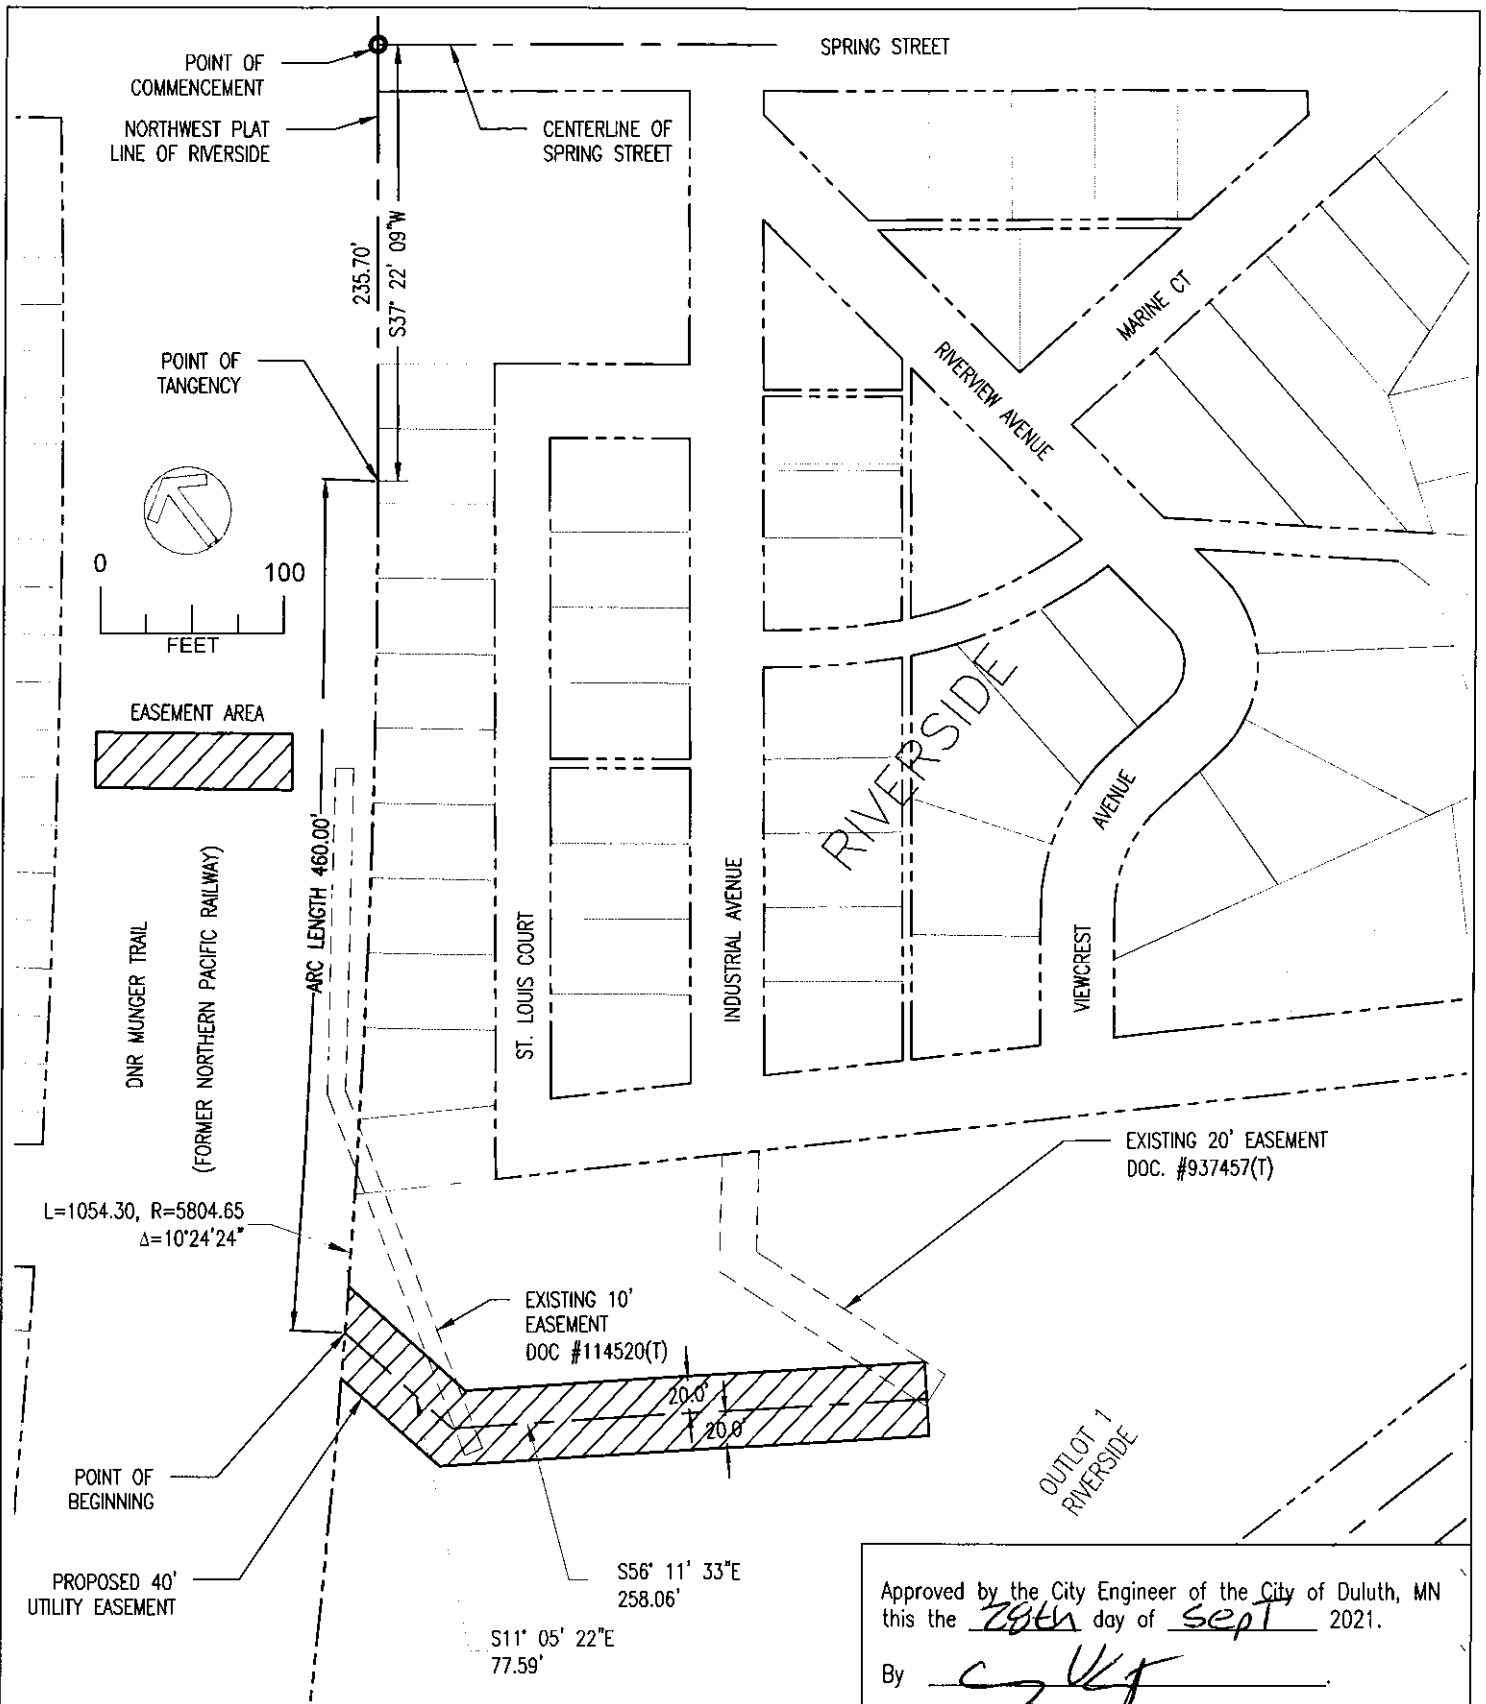 SPRING STREET
POINT OF
COMMENCEMENT
NORTHWEST PLAT
LINE OF RIVERSIDE
CENTERLINE OF
SPRING STREET
235.70'
S37° 22' 09"W
MARINE CT
RIVERVIEW AVENUE
POINT OF
TANGENCY
0 100
FEET
EASEMENT AREA
RIVERSIDE
AVENUE
VIEWCREST
ARC LENGTH 460.00'
DNR MUNGER TRAIL
(FORMER NORTHERN PACIFIC RAILWAY)
ST. LOUIS COURT
INDUSTRIAL AVENUE
EXISTING 20' EASEMENT
DOC. #937457(T)
L=1054.30, R=5804.65
Δ=10°24'24"
EXISTING 10'
EASEMENT
DOC #114520(T)
20.0'
20.0'
OUTLOT 1
RIVERSIDE
POINT OF
BEGINNING
PROPOSED 40'
UTILITY EASEMENT
S56° 11' 33"E
258.06'
S11° 05' 22"E
77.59'
Approved by the City Engineer of the City of Duluth, MN
this the 28th day of Sept 2021.
By